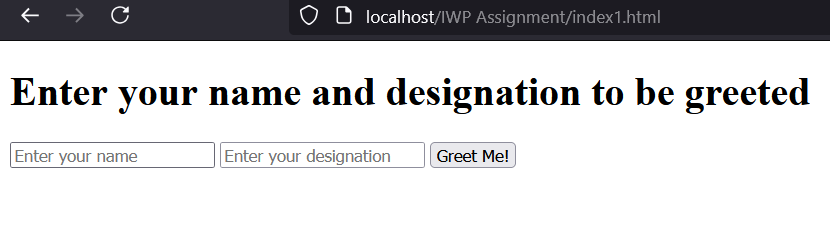 localhost/IWP Assignment/index1.html
Enter your name and designation to be greeted
Enter your name Enter your designation Greet Me!